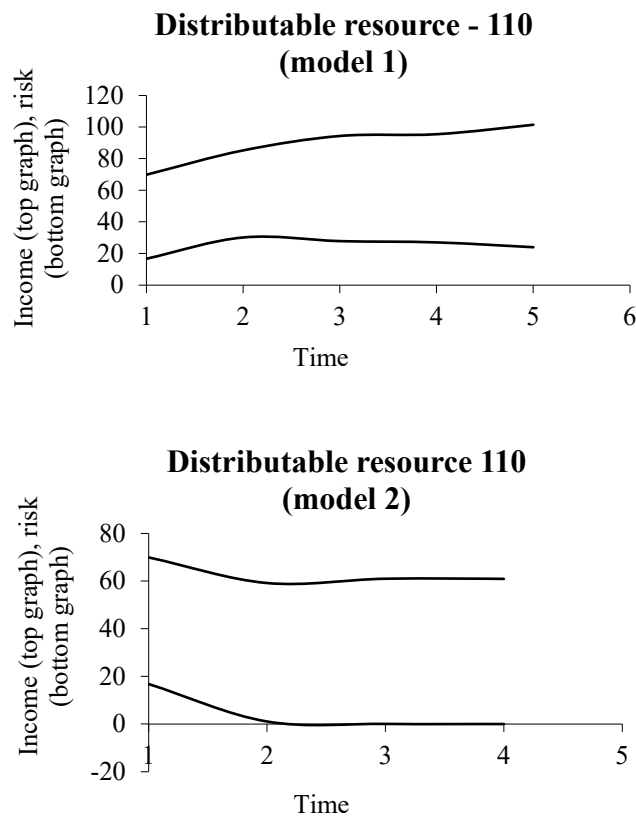 Distributable resource - 110
(model 1)
Income (top graph), risk
(bottom graph)
120
100
80
60
40
20
0
1 2 3 4 5 6
Time
Distributable resource 110
(model 2)
Income (top graph), risk
(bottom graph)
80
60
40
20
0
-20
1 2 3 4 5
Time